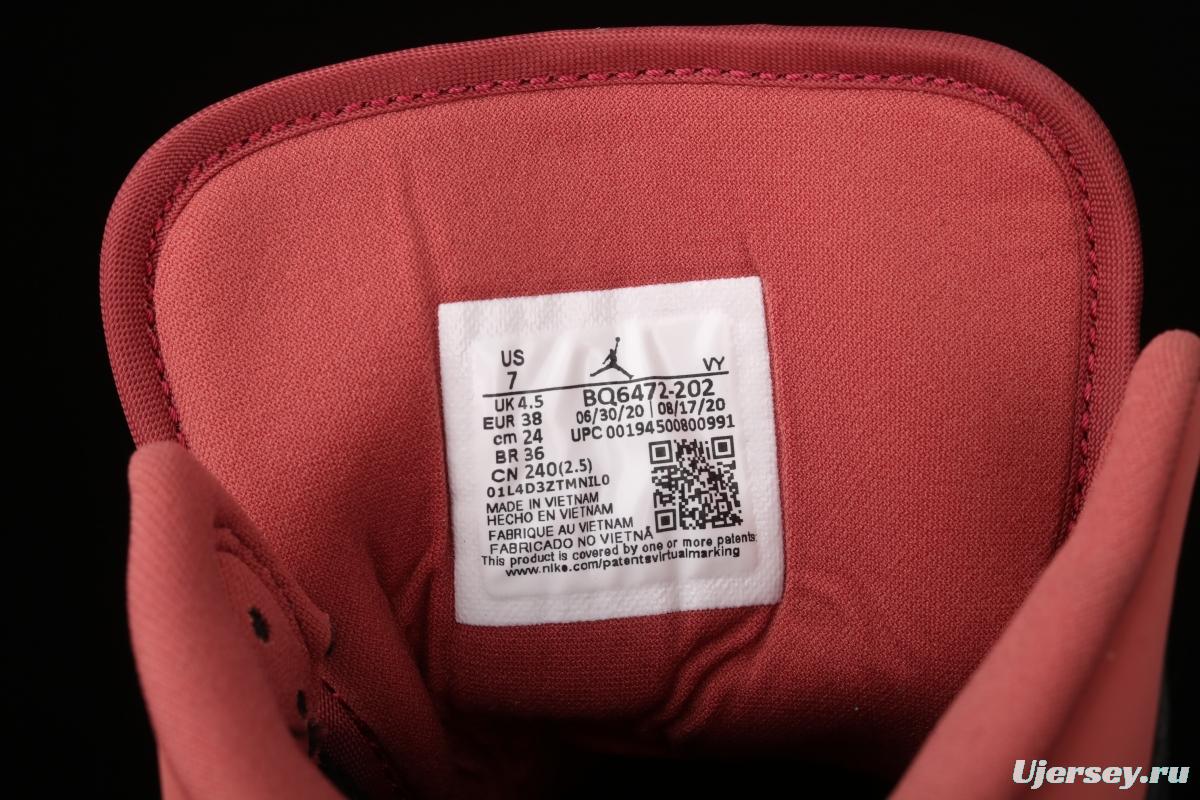 US
7
VY
UK 4.5
EUR 38
cm 24
BR 36
CN 240(2.5)
BQ6472-202
06/30/20 | 08/17/20
UPC 00194500800991
01L4D3ZTMNIL0
MADE IN VIETNAM
HECHO EN VIETNAM
FABRIQUE AU VIETNAM
FABRICADO NO VIETNÃ
This product is covered by one or more patents:
www.nike.com/patentsvirtualmarking
Ujersey.ru